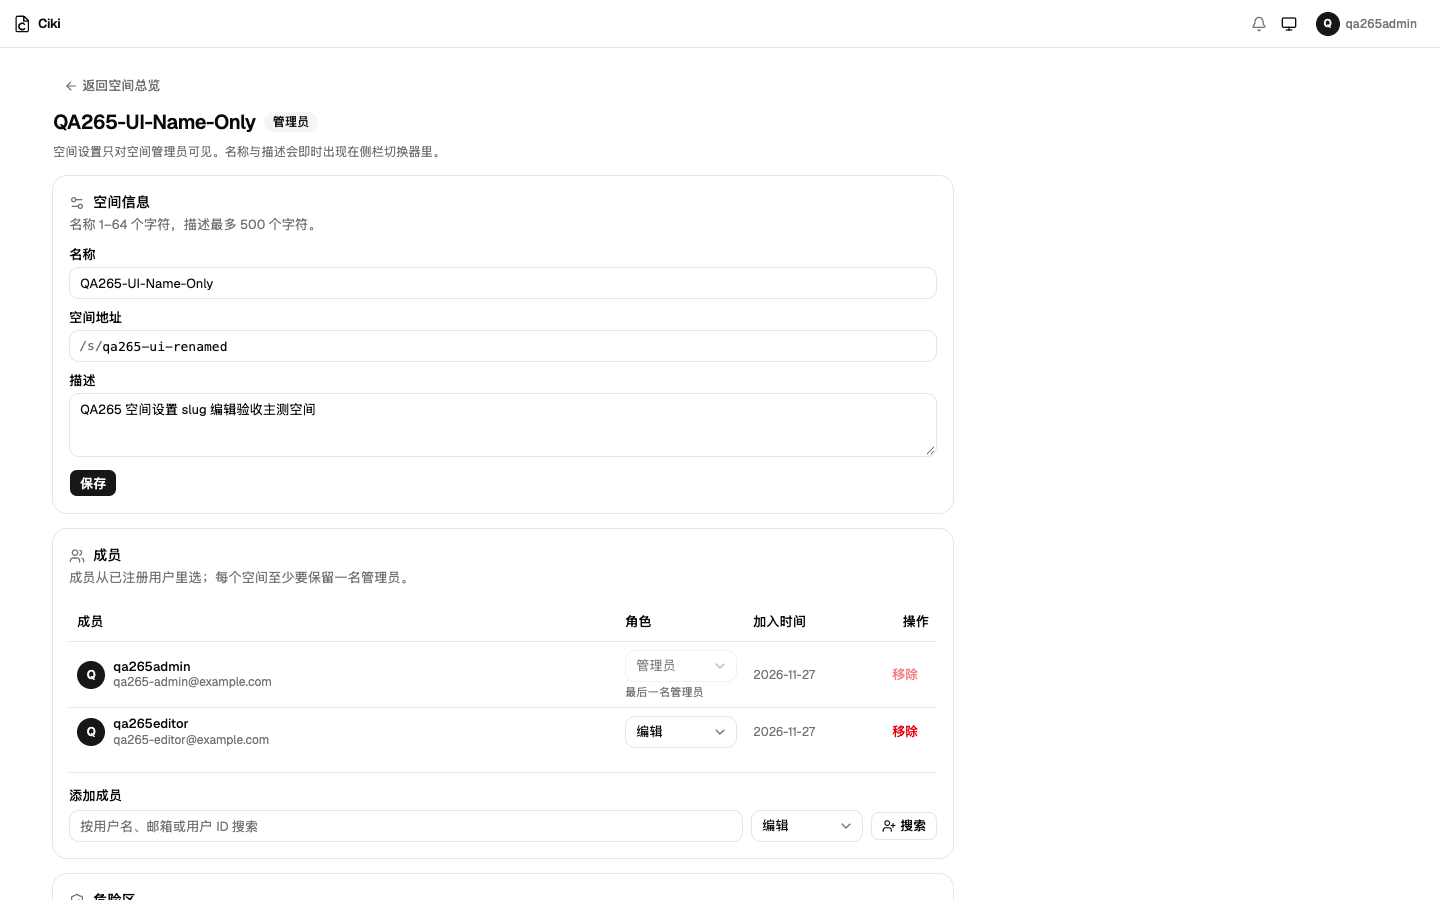 Ciki
Q qa265admin
返回空间总览
QA265-UI-Name-Only 管理员
空间设置只对空间管理员可见。名称与描述会即时出现在侧栏切换器里。
空间信息
名称 1–64 个字符，描述最多 500 个字符。
名称
QA265-UI-Name-Only
空间地址
/s/qa265-ui-renamed
描述
QA265 空间设置 slug 编辑验收主测空间
保存
成员
成员从已注册用户里选；每个空间至少要保留一名管理员。
成员 角色 加入时间 操作
Q qa265admin 管理员 2026-11-27 移除
qa265-admin@example.com
最后一名管理员
Q qa265editor 编辑 2026-11-27 移除
qa265-editor@example.com
添加成员
按用户名、邮箱或用户 ID 搜索 编辑 搜索
危险区